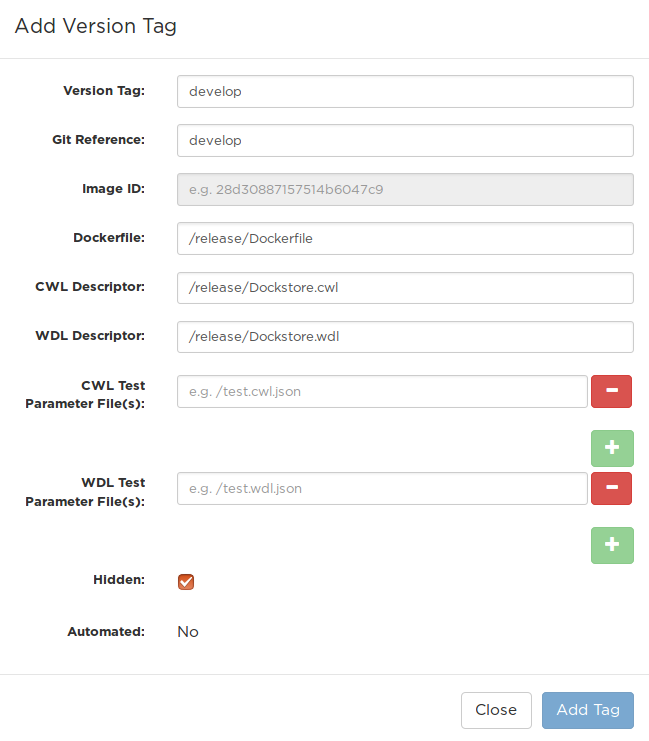 Add Version Tag
Version Tag: develop
Git Reference: develop
Image ID: e.g. 28d30887157514b6047c9
Dockerfile: /release/Dockerfile
CWL Descriptor: /release/Dockstore.cwl
WDL Descriptor: /release/Dockstore.wdl
CWL Test
Parameter File(s): e.g. /test.cwl.json
WDL Test
Parameter File(s): e.g. /test.wdl.json
Hidden:
Automated: No
Close Add Tag